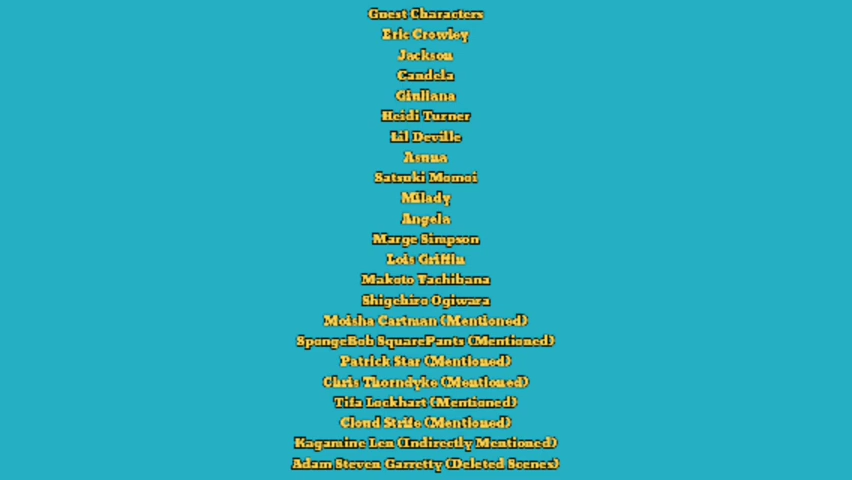 Guest Characters
Eric Crowley
Jackson
Candela
Giuliana
Heidi Turner
Lil Deville
Asuna
Satsuki Momoi
Milady
Angela
Marge Simpson
Lois Griffin
Makoto Tachibana
Shigehiro Ogiwara
Moisha Cartman (Mentioned)
SpongeBob SquarePants (Mentioned)
Patrick Star (Mentioned)
Chris Thorndyke (Mentioned)
Tifa Lockhart (Mentioned)
Cloud Strife (Mentioned)
Kagamine Len (Indirectly Mentioned)
Adam Steven Garretty (Deleted Scenes)